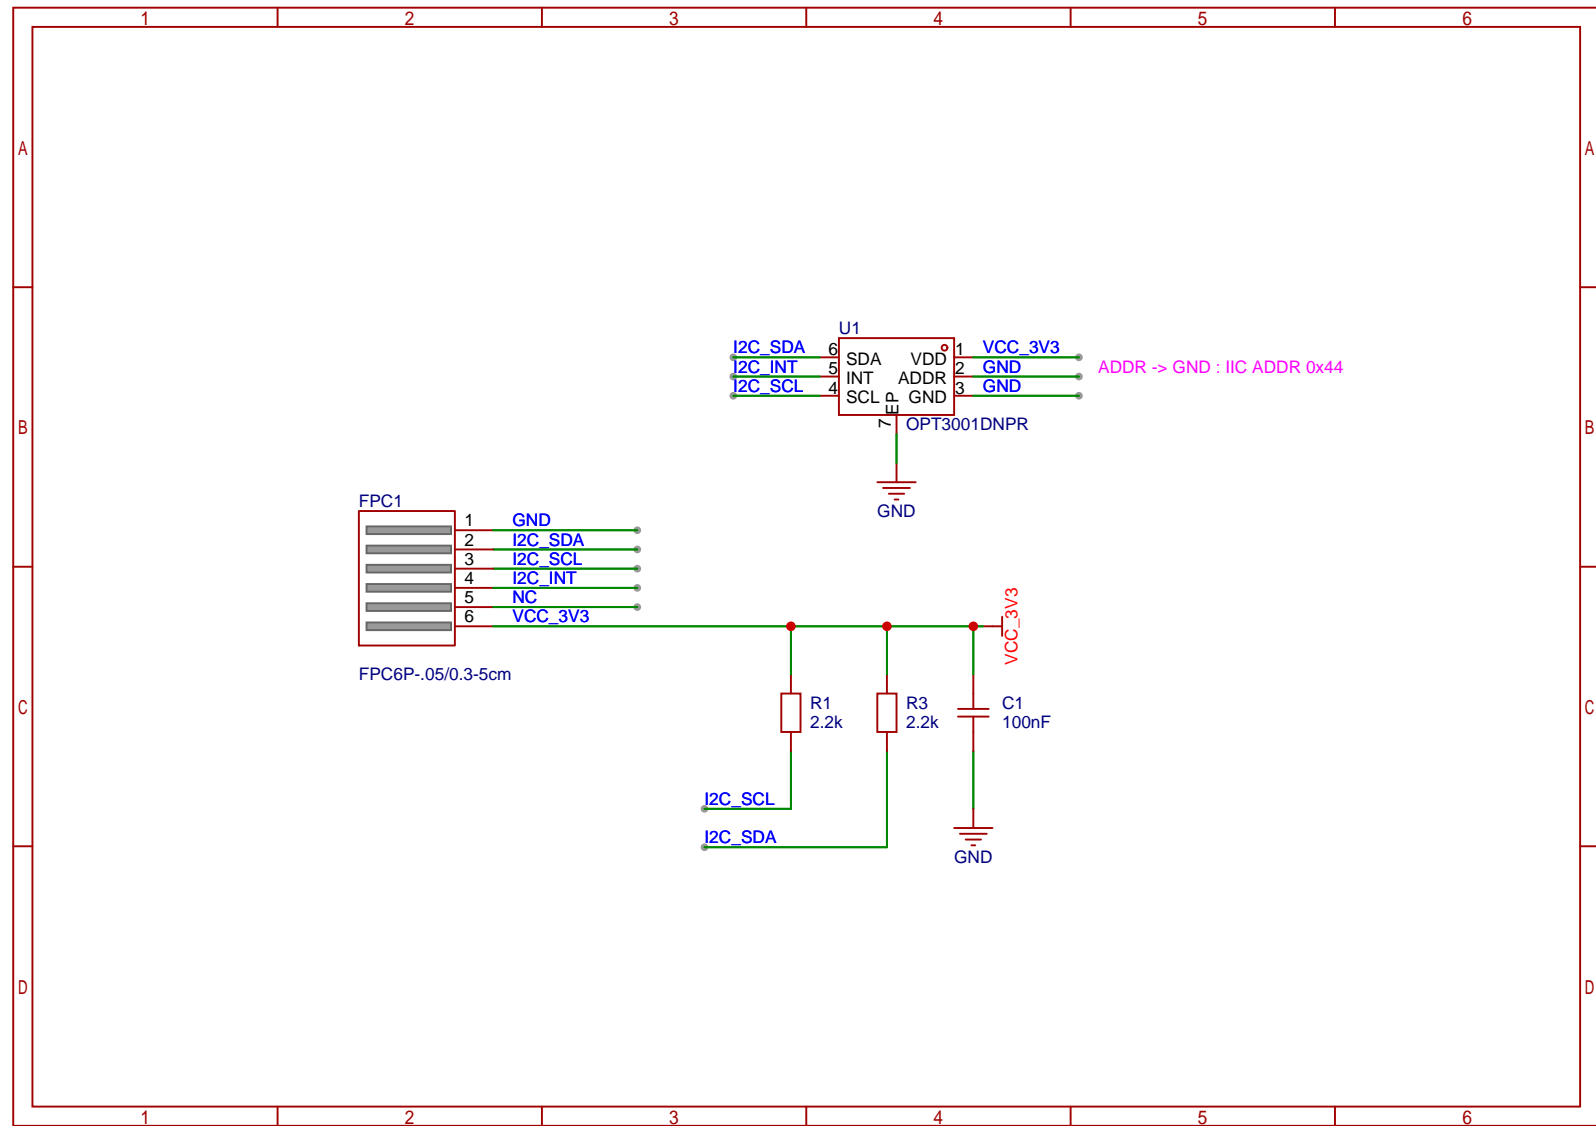 1 2 3 4 5 6
A A
U1
I2C_SDA 6 SDA VDD 1 VCC_3V3
I2C_INT 5 INT ADDR 2 GND
I2C_SCL 4 SCL GND 3 GND
ADDR -> GND : IIC ADDR 0x44
EP
7
OPT3001DNPR
B B
GND
FPC1
1 GND
2 I2C_SDA
3 I2C_SCL
4 I2C_INT
5 NC
6 VCC_3V3
VCC_3V3
FPC6P-.05/0.3-5cm
C C
R1
2.2k
R3
2.2k
C1
100nF
I2C_SCL
I2C_SDA
GND
D D
1 2 3 4 5 6